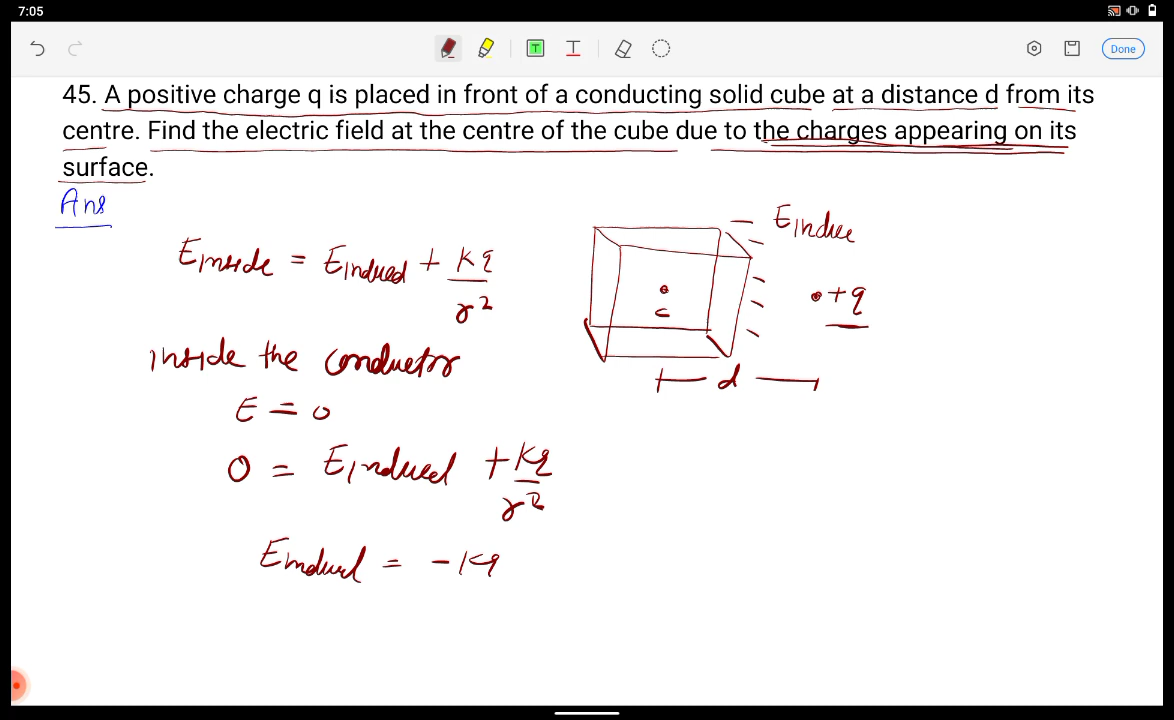 7:05
T T Done
45. A positive charge q is placed in front of a conducting solid cube at a distance d from its
centre. Find the electric field at the centre of the cube due to the charges appearing on its
surface.
Ans
Einduce
Einside = Einduced + Kq/r²
+q
c
d
inside the conductor
E = 0
0 = Einduced + Kq/r²
Einduced = -Kq